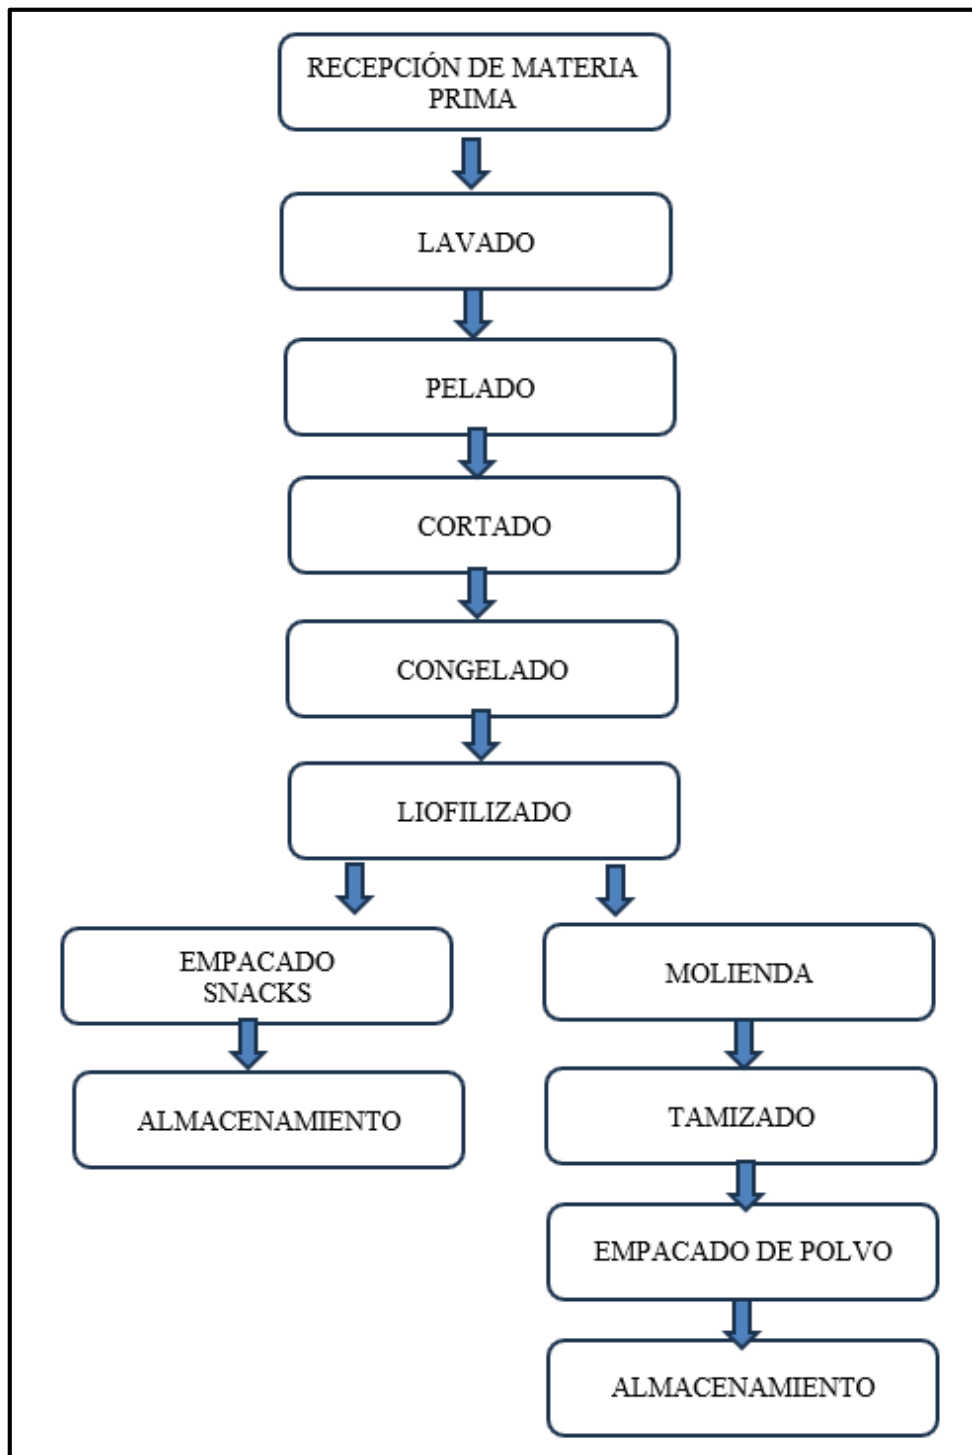 RECEPCIÓN DE MATERIA
PRIMA
LAVADO
PELADO
CORTADO
CONGELADO
LIOFILIZADO
EMPACADO
SNACKS
ALMACENAMIENTO
MOLIENDA
TAMIZADO
EMPACADO DE POLVO
ALMACENAMIENTO